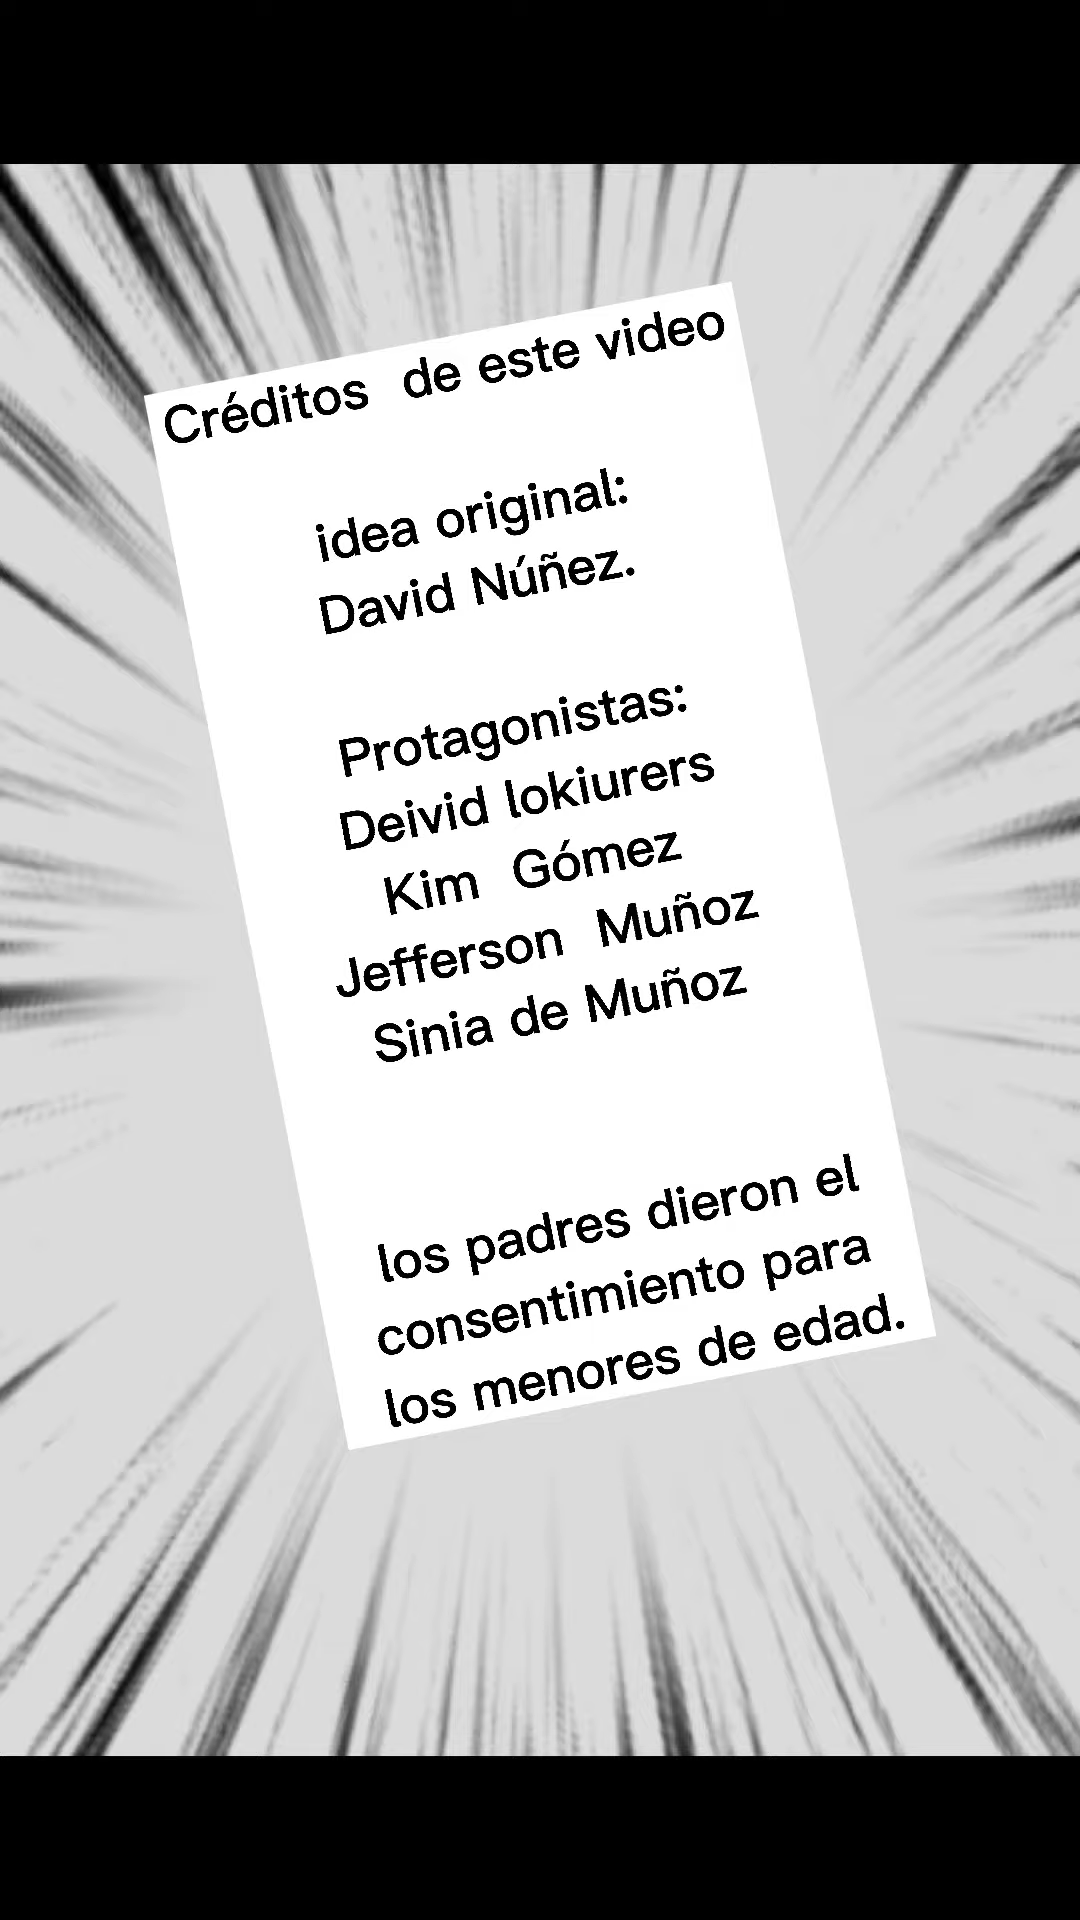 Créditos de este video
idea original:
David Núñez.
Protagonistas:
Deivid lokiurers
Kim Gómez
Jefferson Muñoz
Sinia de Muñoz
los padres dieron el
consentimiento para
los menores de edad.